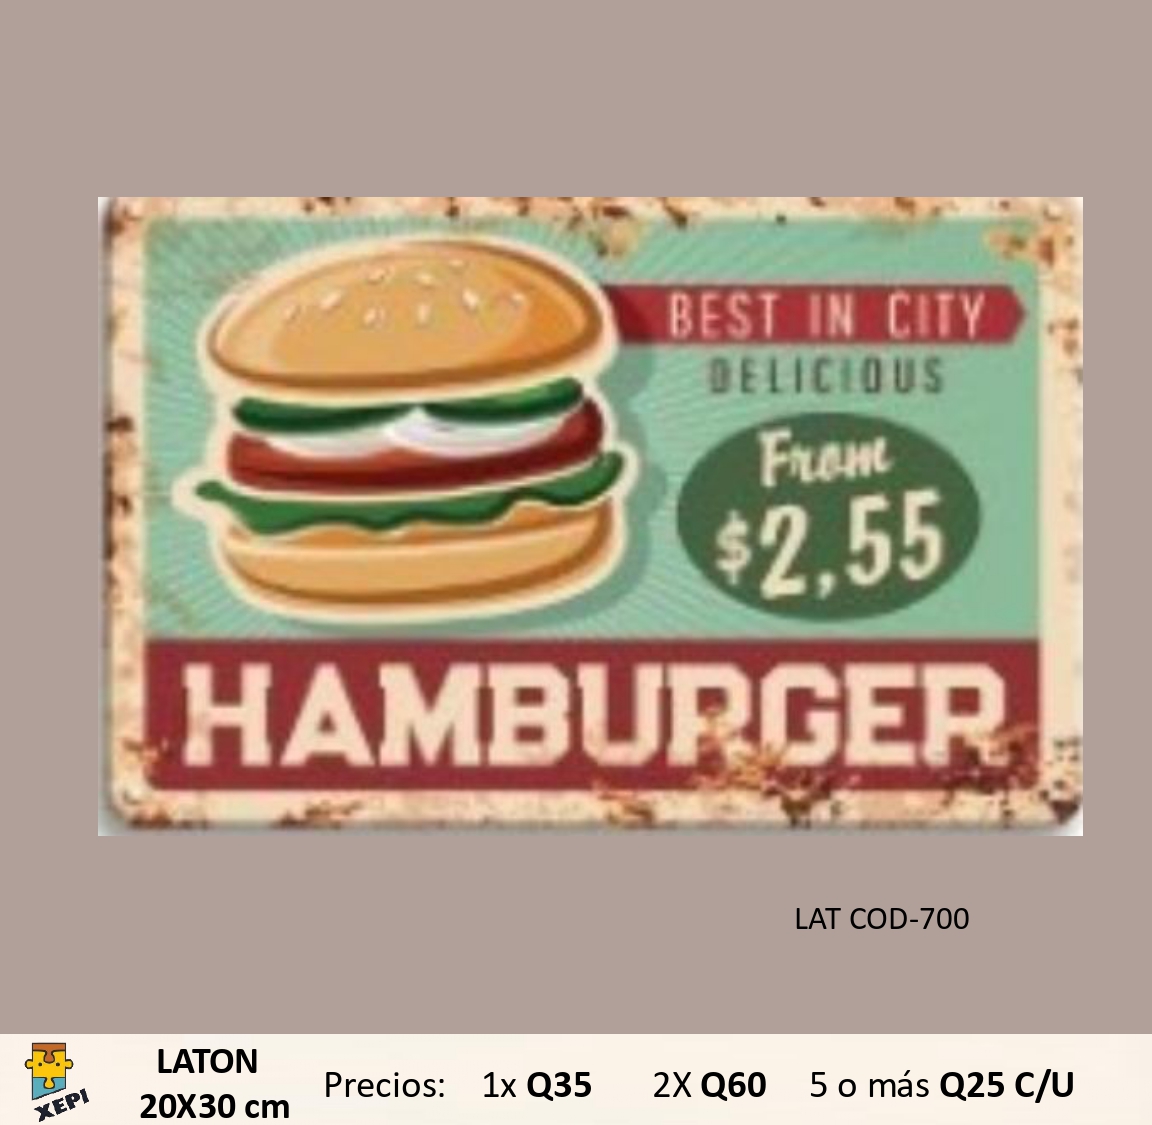 BEST IN CITY
DELICIOUS
From
$2,55
HAMBURGER
LAT COD-700
XEPI
LATON
20X30 cm
Precios: 1x Q35 2X Q60 5 o más Q25 C/U